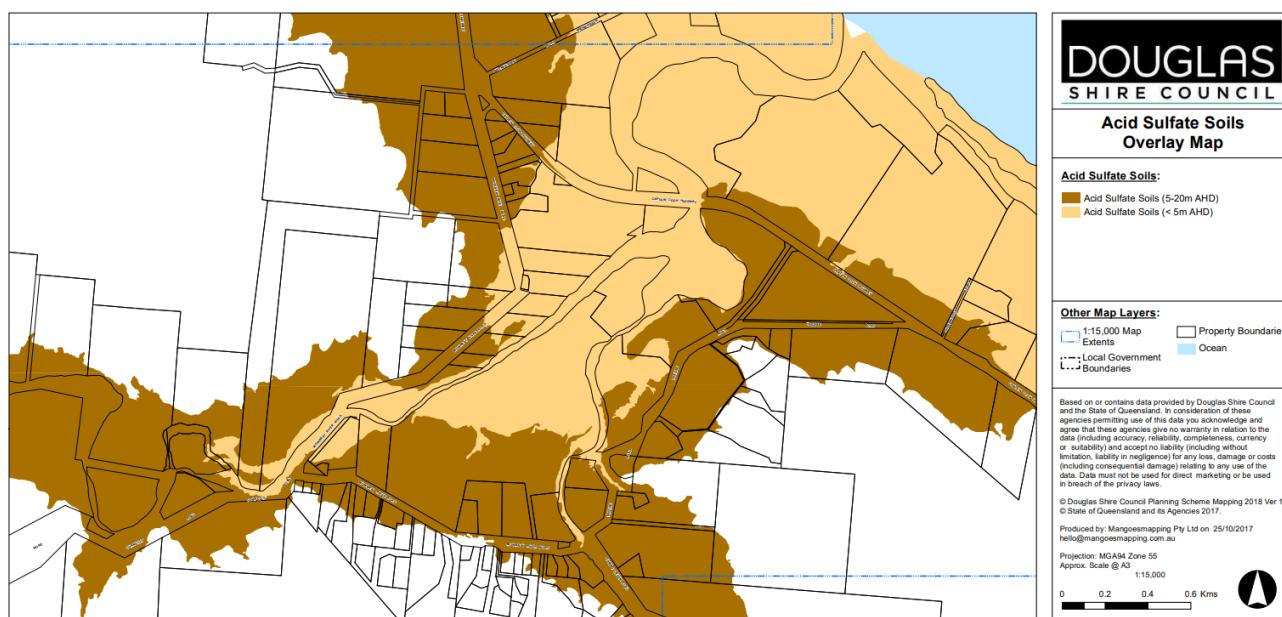 CAPTAIN COOK HIGHWAY
DOUGLAS
SHIRE COUNCIL
Acid Sulfate Soils
Overlay Map
Acid Sulfate Soils:
Acid Sulfate Soils (5-20m AHD)
Acid Sulfate Soils (< 5m AHD)
Other Map Layers:
1:15,000 Map
Extents
Local Government
Boundaries
Property Boundarie
Ocean
Based on or contains data provided by Douglas Shire Council
and the State of Queensland. In consideration of these
agencies permitting use of this data you acknowledge and
agree that these agencies give no warranty in relation to the
data (including accuracy, reliability, completeness, currency
or suitability) and accept no liability (including without
limitation, liability in negligence) for any loss, damage or costs
(including consequential damage) relating to any use of the
data. Data must not be used for direct marketing or be used
in breach of the privacy laws.
© Douglas Shire Council Planning Scheme Mapping 2018 Ver 1
© State of Queensland and its Agencies 2017.
Produced by: Mangoesmapping Pty Ltd on 25/10/2017
hello@mangoesmapping.com.au
Projection: MGA94 Zone 55
Approx. Scale @ A3
1:15,000
0 0.2 0.4 0.6 Kms